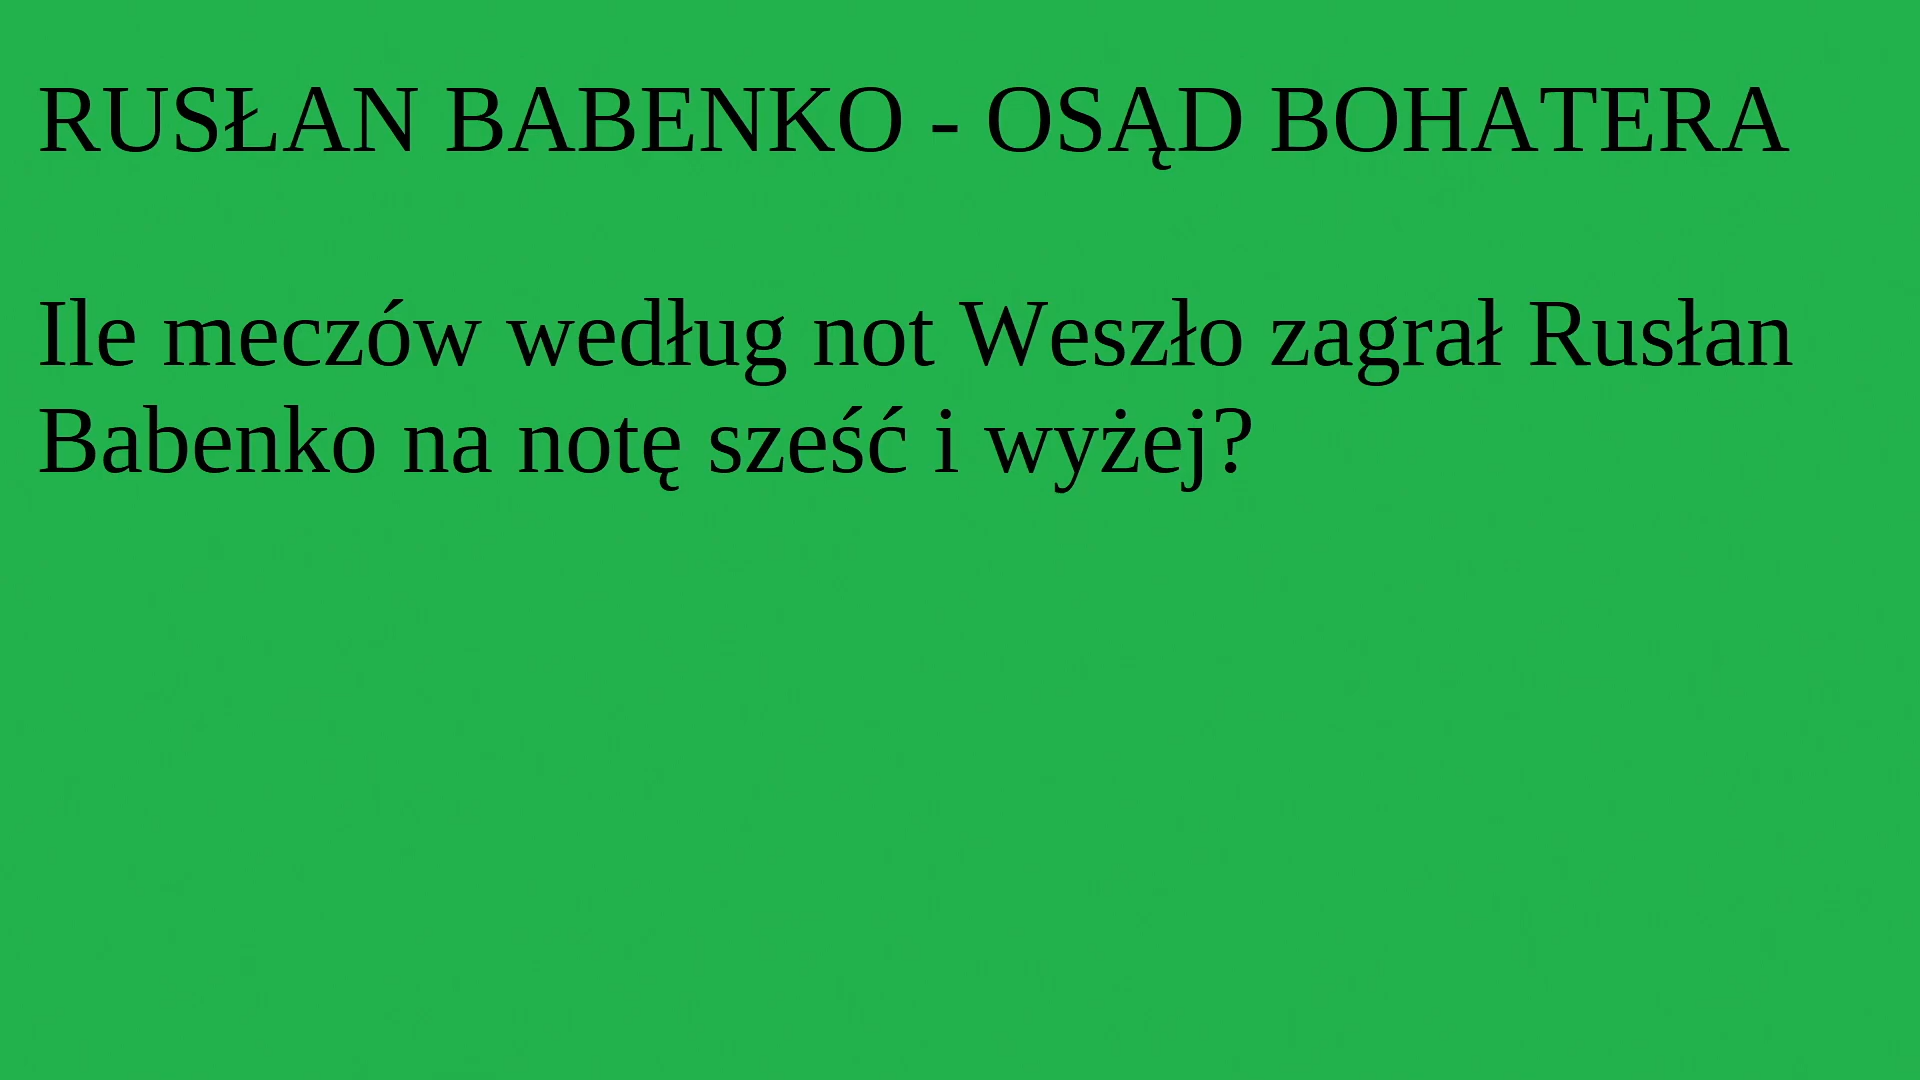 RUSŁAN BABENKO - OSĄD BOHATERA
Ile meczów według not Weszło zagrał Rusłan
Babenko na notę sześć i wyżej?